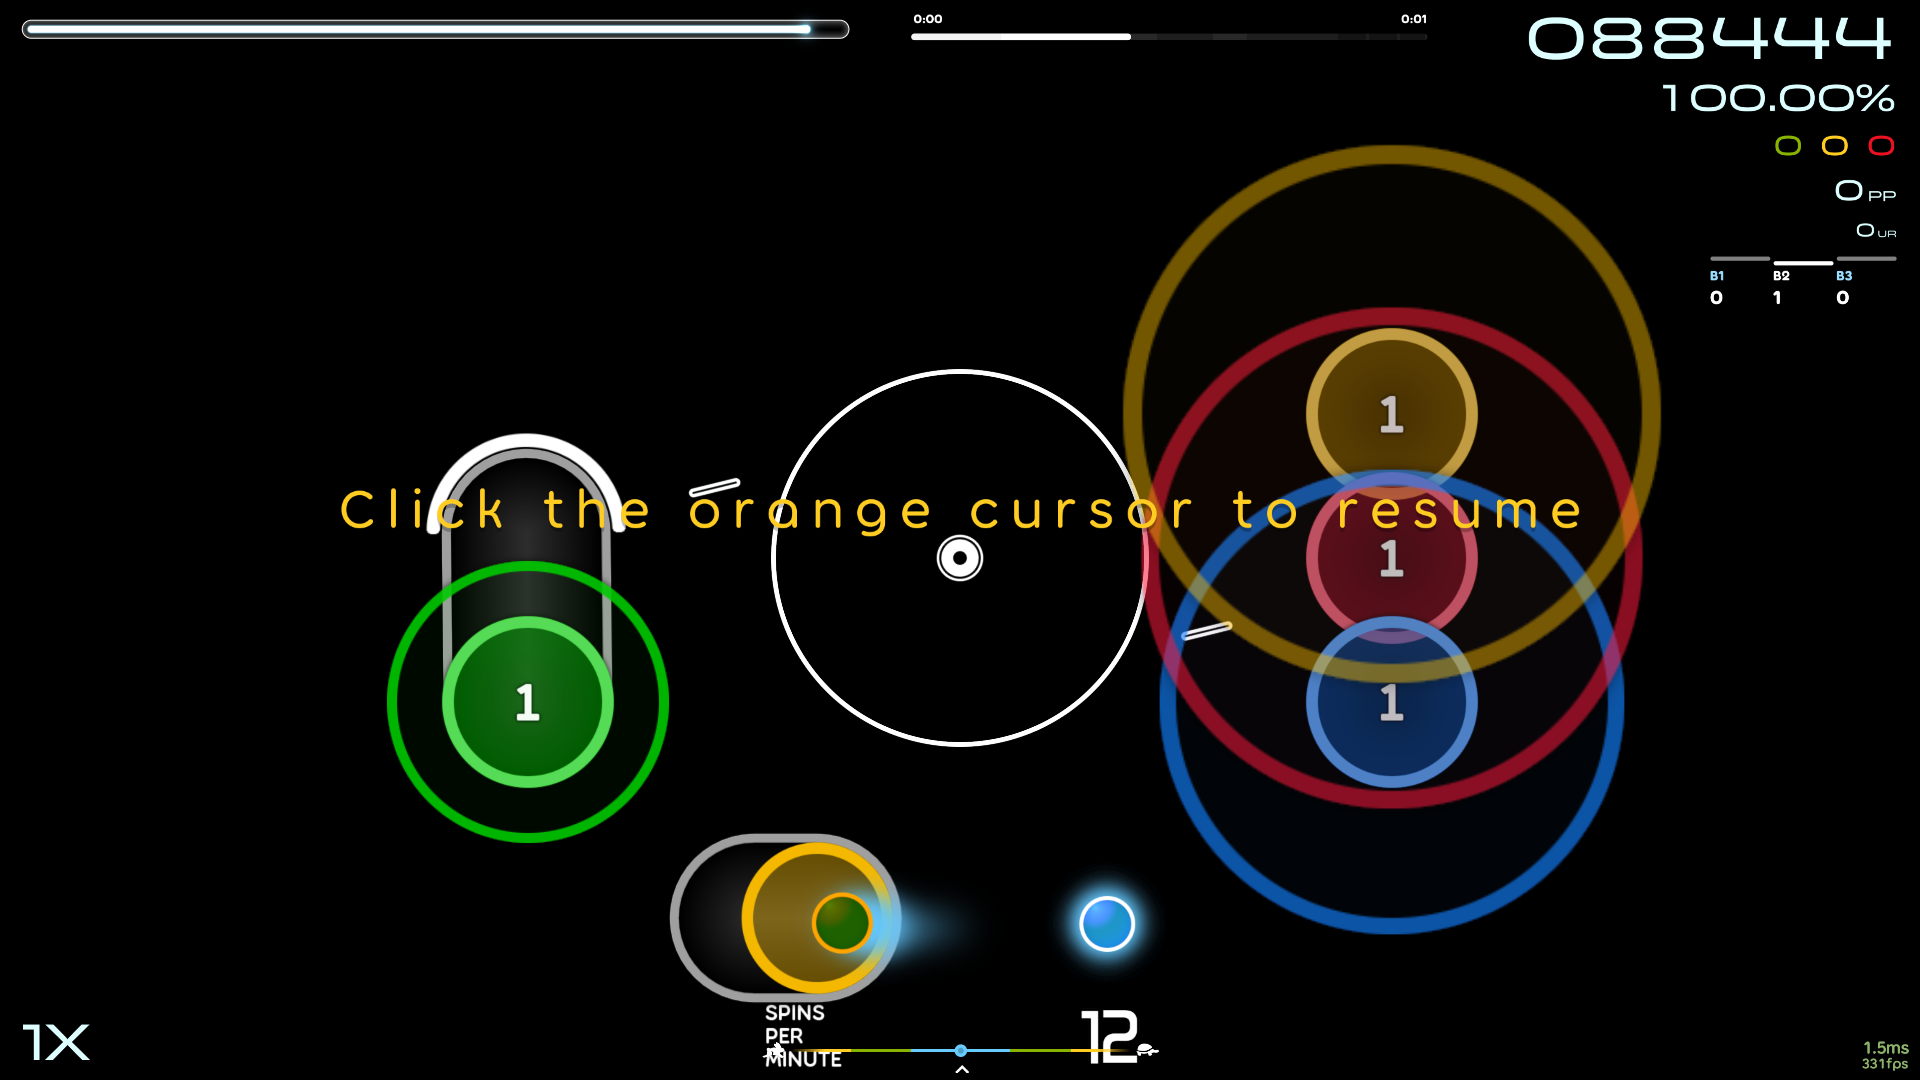 0:00
0:01
088444
100.00%
0 0 0
0 PP
0 UR
B1 B2 B3
0 1 0
1
Click the orange cursor to resume
1
1
1
SPINS
PER
MINUTE
12
1X
1.5ms
331fps